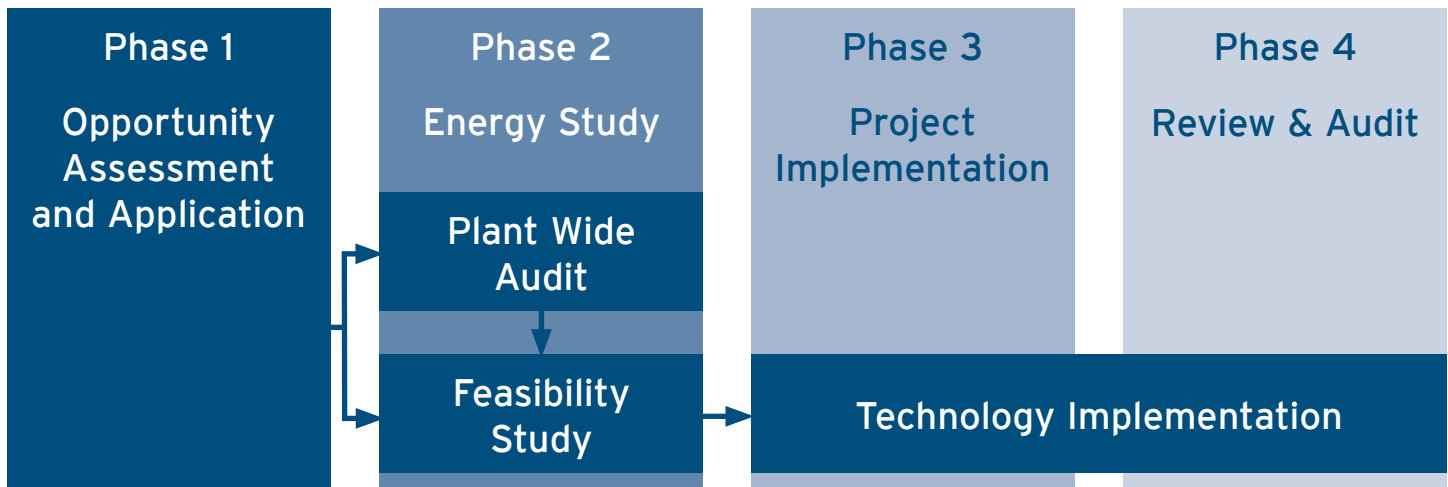 Phase 1
Opportunity
Assessment
and Application
Phase 2
Energy Study
Plant Wide
Audit
Feasibility
Study
Phase 3
Project
Implementation
Phase 4
Review & Audit
Technology Implementation